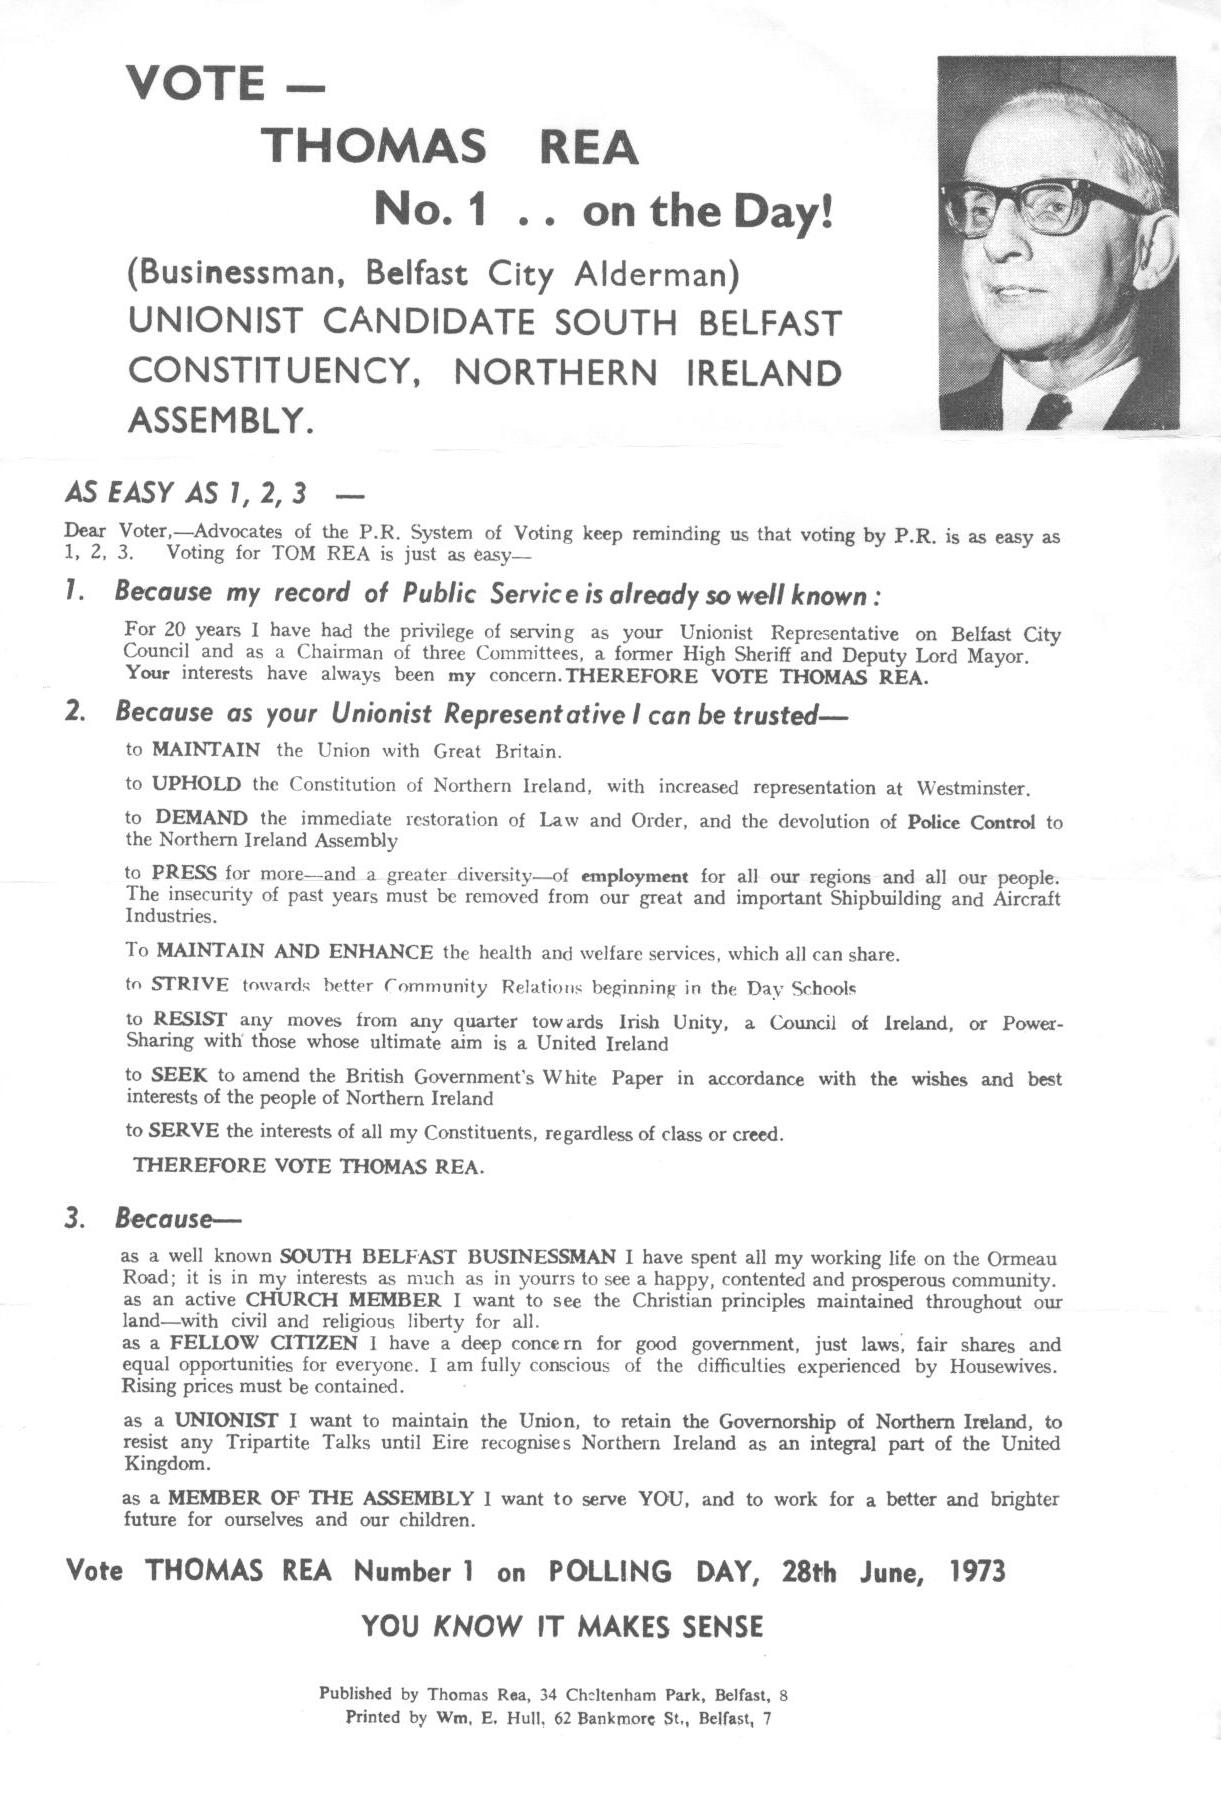 VOTE —
THOMAS REA
No. 1 .. on the Day!
(Businessman, Belfast City Alderman)
UNIONIST CANDIDATE SOUTH BELFAST
CONSTITUENCY, NORTHERN IRELAND
ASSEMBLY.
AS EASY AS 1, 2, 3 —
Dear Voter,—Advocates of the P.R. System of Voting keep reminding us that voting by P.R. is as easy as
1, 2, 3. Voting for TOM REA is just as easy—
1. Because my record of Public Service is already so well known :
For 20 years I have had the privilege of serving as your Unionist Representative on Belfast City
Council and as a Chairman of three Committees, a former High Sheriff and Deputy Lord Mayor.
Your interests have always been my concern. THEREFORE VOTE THOMAS REA.
2. Because as your Unionist Representative I can be trusted—
to MAINTAIN the Union with Great Britain.
to UPHOLD the Constitution of Northern Ireland, with increased representation at Westminster.
to DEMAND the immediate restoration of Law and Order, and the devolution of Police Control to
the Northern Ireland Assembly
to PRESS for more—and a greater diversity—of employment for all our regions and all our people.
The insecurity of past years must be removed from our great and important Shipbuilding and Aircraft
Industries.
To MAINTAIN AND ENHANCE the health and welfare services, which all can share.
to STRIVE towards better Community Relations beginning in the Day Schools
to RESIST any moves from any quarter towards Irish Unity, a Council of Ireland, or Power-
Sharing with those whose ultimate aim is a United Ireland
to SEEK to amend the British Government's White Paper in accordance with the wishes and best
interests of the people of Northern Ireland
to SERVE the interests of all my Constituents, regardless of class or creed.
THEREFORE VOTE THOMAS REA.
3. Because—
as a well known SOUTH BELFAST BUSINESSMAN I have spent all my working life on the Ormeau
Road; it is in my interests as much as in yourrs to see a happy, contented and prosperous community.
as an active CHURCH MEMBER I want to see the Christian principles maintained throughout our
land—with civil and religious liberty for all.
as a FELLOW CITIZEN I have a deep concern for good government, just laws, fair shares and
equal opportunities for everyone. I am fully conscious of the difficulties experienced by Housewives.
Rising prices must be contained.
as a UNIONIST I want to maintain the Union, to retain the Governorship of Northern Ireland, to
resist any Tripartite Talks until Eire recognises Northern Ireland as an integral part of the United
Kingdom.
as a MEMBER OF THE ASSEMBLY I want to serve YOU, and to work for a better and brighter
future for ourselves and our children.
Vote THOMAS REA Number 1 on POLLING DAY, 28th June, 1973
YOU KNOW IT MAKES SENSE
Published by Thomas Rea, 34 Cheltenham Park, Belfast, 8
Printed by Wm. E. Hull, 62 Bankmore St., Belfast, 7